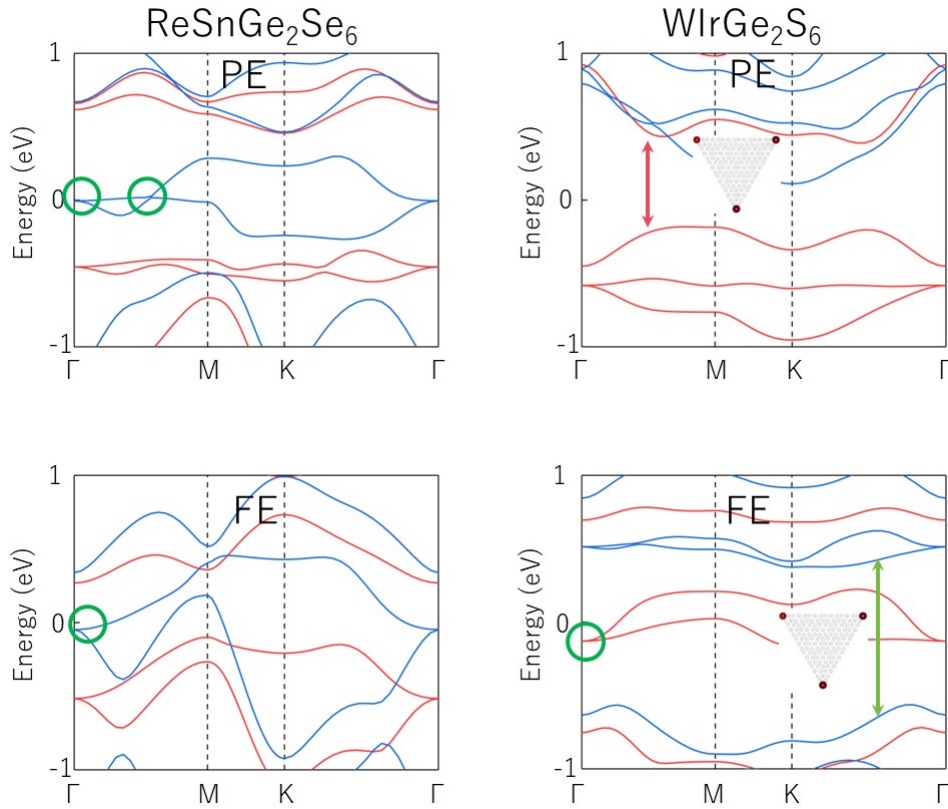 ReSnGe₂Se₆
WIrGe₂S₆
1
PE
Energy (eV)
0
-1
Γ M K Γ
1
PE
Energy (eV)
0
-1
Γ M K Γ
1
FE
Energy (eV)
0
-1
Γ M K Γ
1
FE
Energy (eV)
0
-1
Γ M K Γ